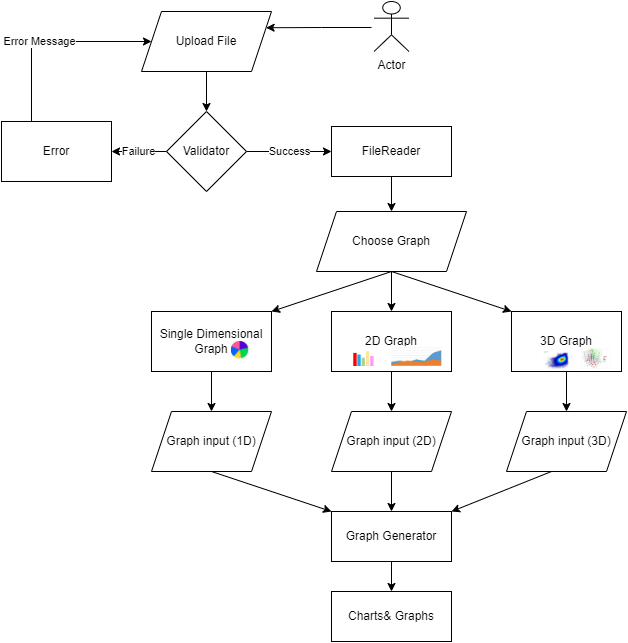 Error Message
Upload File
Actor
Error
Failure
Validator
Success
FileReader
Choose Graph
Single Dimensional
Graph
2D Graph
3D Graph
Graph input (1D)
Graph input (2D)
Graph input (3D)
Graph Generator
Charts& Graphs